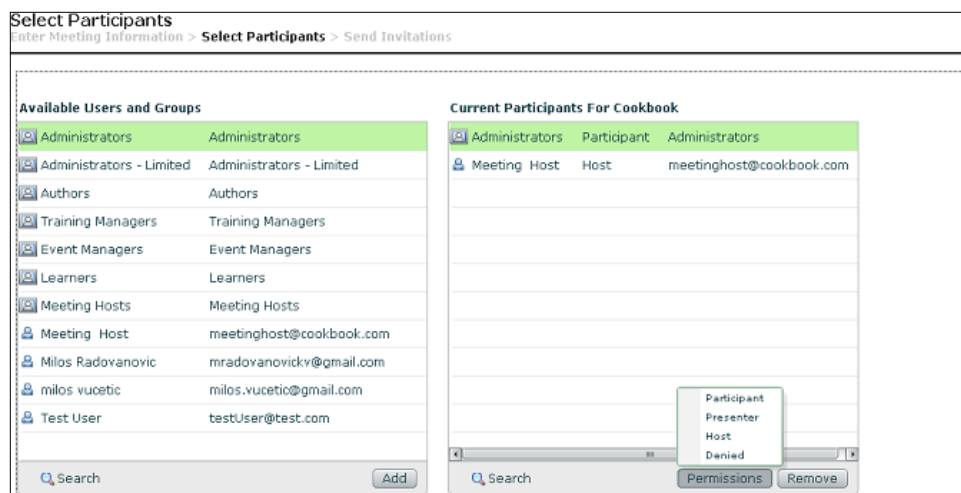 Select Participants
Enter Meeting Information > Select Participants > Send Invitations
Available Users and Groups
Administrators Administrators
Administrators - Limited Administrators - Limited
Authors Authors
Training Managers Training Managers
Event Managers Event Managers
Learners Learners
Meeting Hosts Meeting Hosts
Meeting Host meetinghost@cookbook.com
Milos Radovanovic mradovanovickv@gmail.com
milos vucetic milos.vucetic@gmail.com
Test User testUser@test.com
Search Add
Current Participants For Cookbook
Administrators Participant Administrators
Meeting Host Host meetinghost@cookbook.com
Participant
Presenter
Host
Denied
Search Permissions Remove